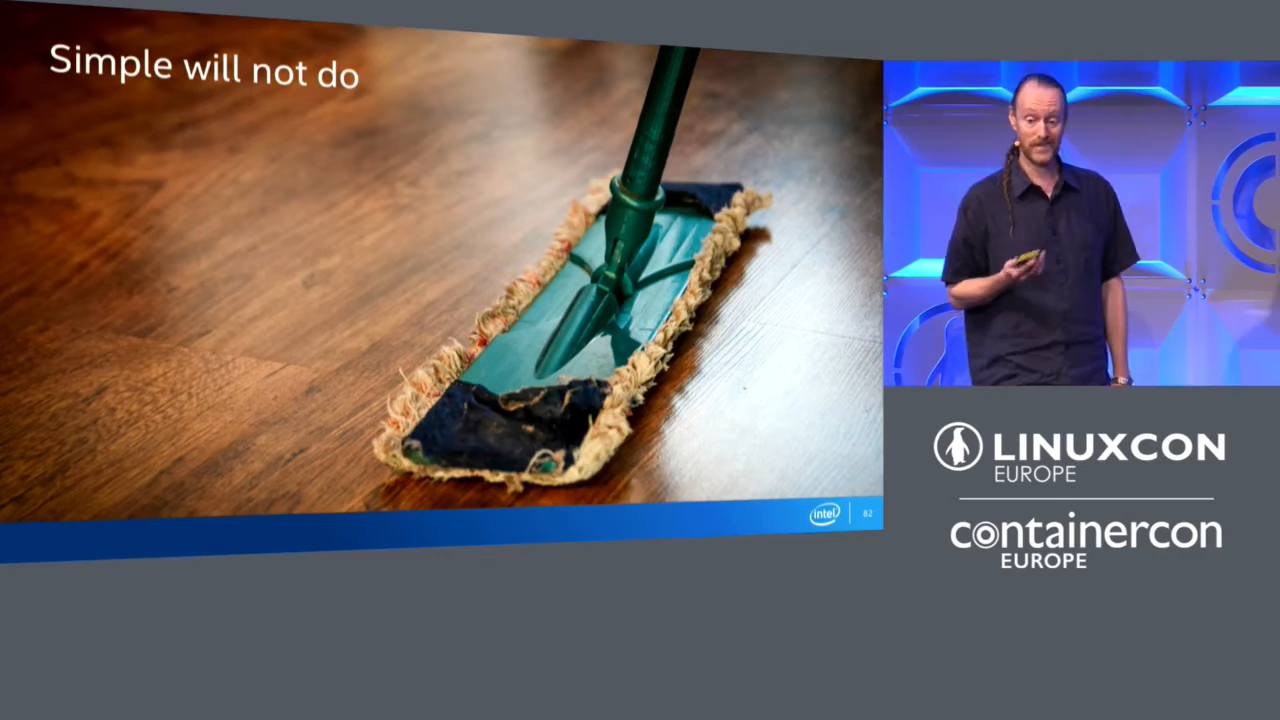 Simple will not do
intel
82
LINUXCON
EUROPE
containercon
EUROPE